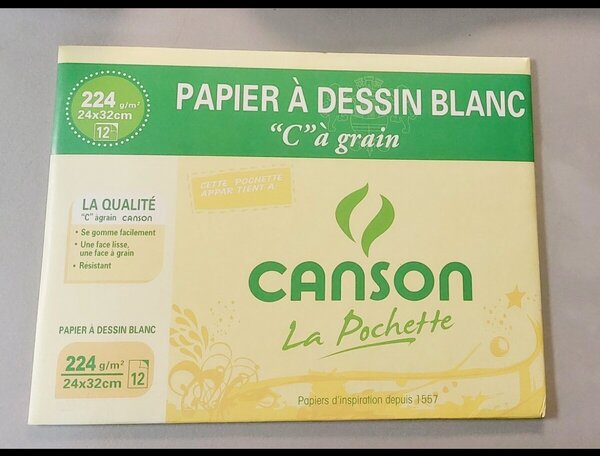 224 g/m²
24x32cm
12
PAPIER À DESSIN BLANC
"C" à grain
CETTE POCHETTE
APPARTIENT A
LA QUALITÉ
"C" à grain CANSON
• Se gomme facilement
• Une face lisse,
une face à grain
• Résistant
CANSON
La Pochette
PAPIER À DESSIN BLANC
224 g/m²
24x32cm
12
Papiers d'inspiration depuis 1557